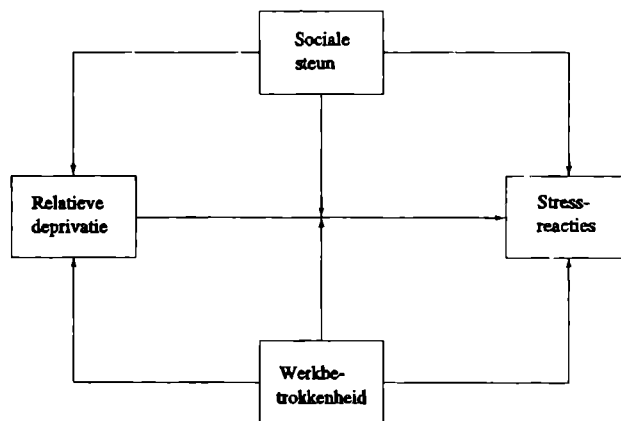 Sociale
steun
Relatieve
deprivatie
Stress-
reacties
Werkbe-
trokkenheid